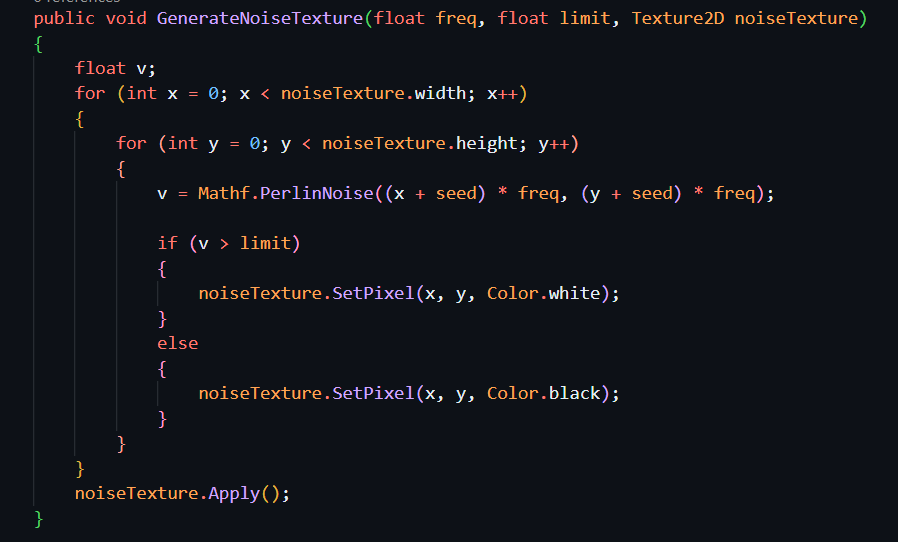 0 references
public void GenerateNoiseTexture(float freq, float limit, Texture2D noiseTexture)
{
    float v;
    for (int x = 0; x < noiseTexture.width; x++)
    {
        for (int y = 0; y < noiseTexture.height; y++)
        {
            v = Mathf.PerlinNoise((x + seed) * freq, (y + seed) * freq);

            if (v > limit)
            {
                noiseTexture.SetPixel(x, y, Color.white);
            }
            else
            {
                noiseTexture.SetPixel(x, y, Color.black);
            }
        }
    }
    noiseTexture.Apply();
}